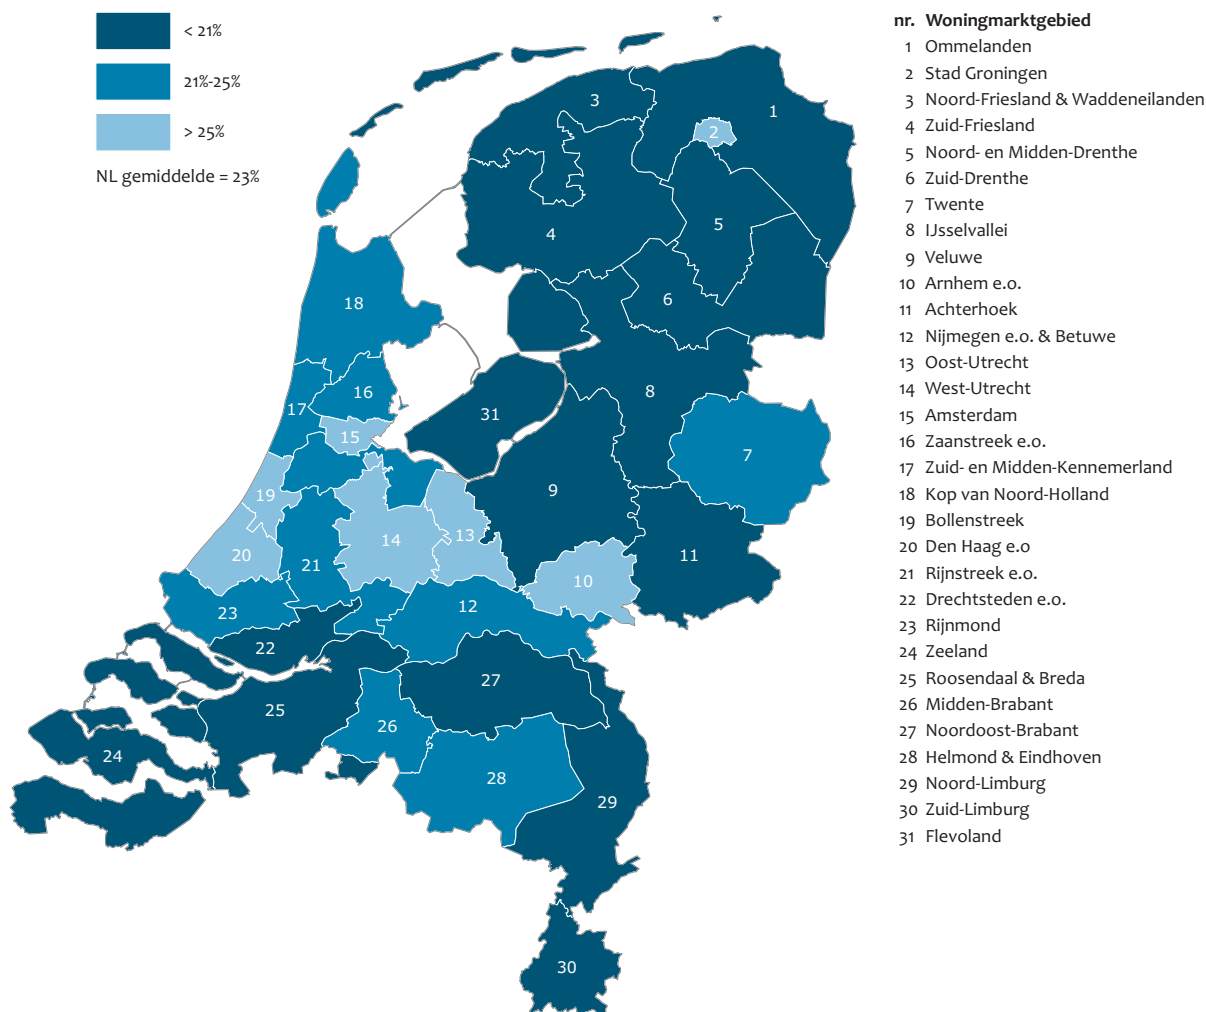 < 21%
21%-25%
> 25%
NL gemiddelde = 23%
nr. Woningmarktgebied
1 Ommelanden
2 Stad Groningen
3 Noord-Friesland & Waddeneilanden
4 Zuid-Friesland
5 Noord- en Midden-Drenthe
6 Zuid-Drenthe
7 Twente
8 IJsselvallei
9 Veluwe
10 Arnhem e.o.
11 Achterhoek
12 Nijmegen e.o. & Betuwe
13 Oost-Utrecht
14 West-Utrecht
15 Amsterdam
16 Zaanstreek e.o.
17 Zuid- en Midden-Kennemerland
18 Kop van Noord-Holland
19 Bollenstreek
20 Den Haag e.o
21 Rijnstreek e.o.
22 Drechtsteden e.o.
23 Rijnmond
24 Zeeland
25 Roosendaal & Breda
26 Midden-Brabant
27 Noordoost-Brabant
28 Helmond & Eindhoven
29 Noord-Limburg
30 Zuid-Limburg
31 Flevoland
3
1
2
5
4
6
18
16
8
17
31
15
7
9
19
13
14
20
11
21
10
12
23
22
27
25
26
24
28
29
30